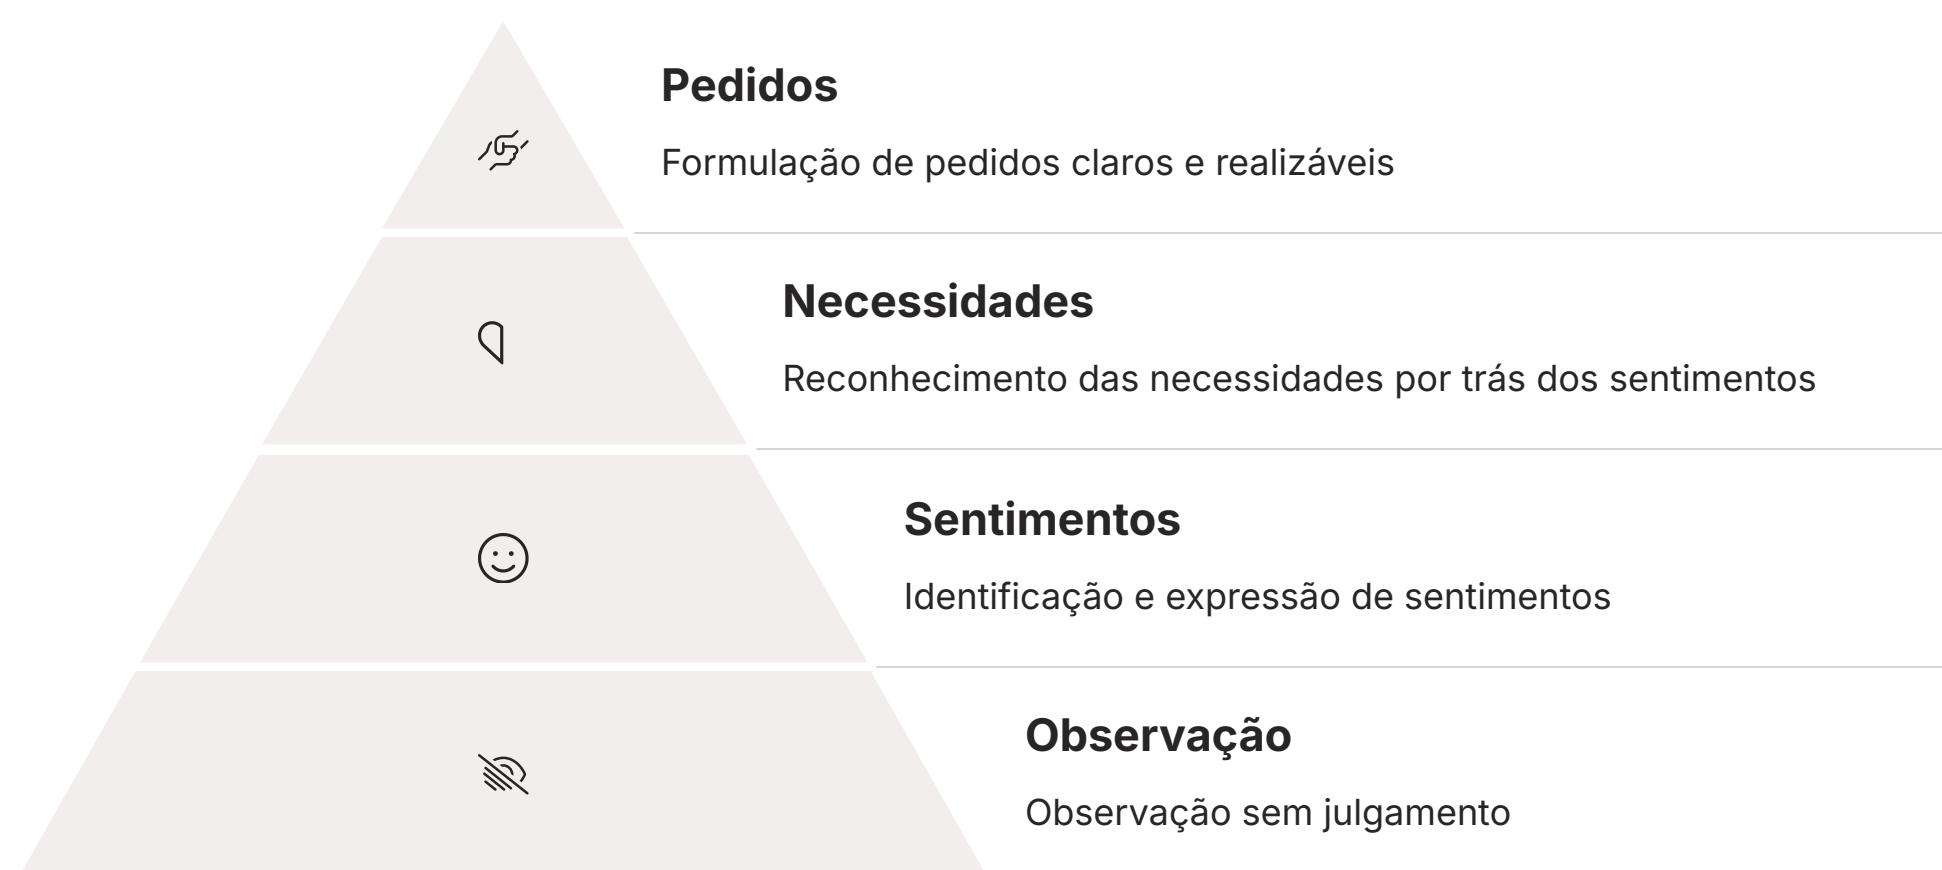 Pedidos
Formulação de pedidos claros e realizáveis
Necessidades
Reconhecimento das necessidades por trás dos sentimentos
Sentimentos
Identificação e expressão de sentimentos
Observação
Observação sem julgamento